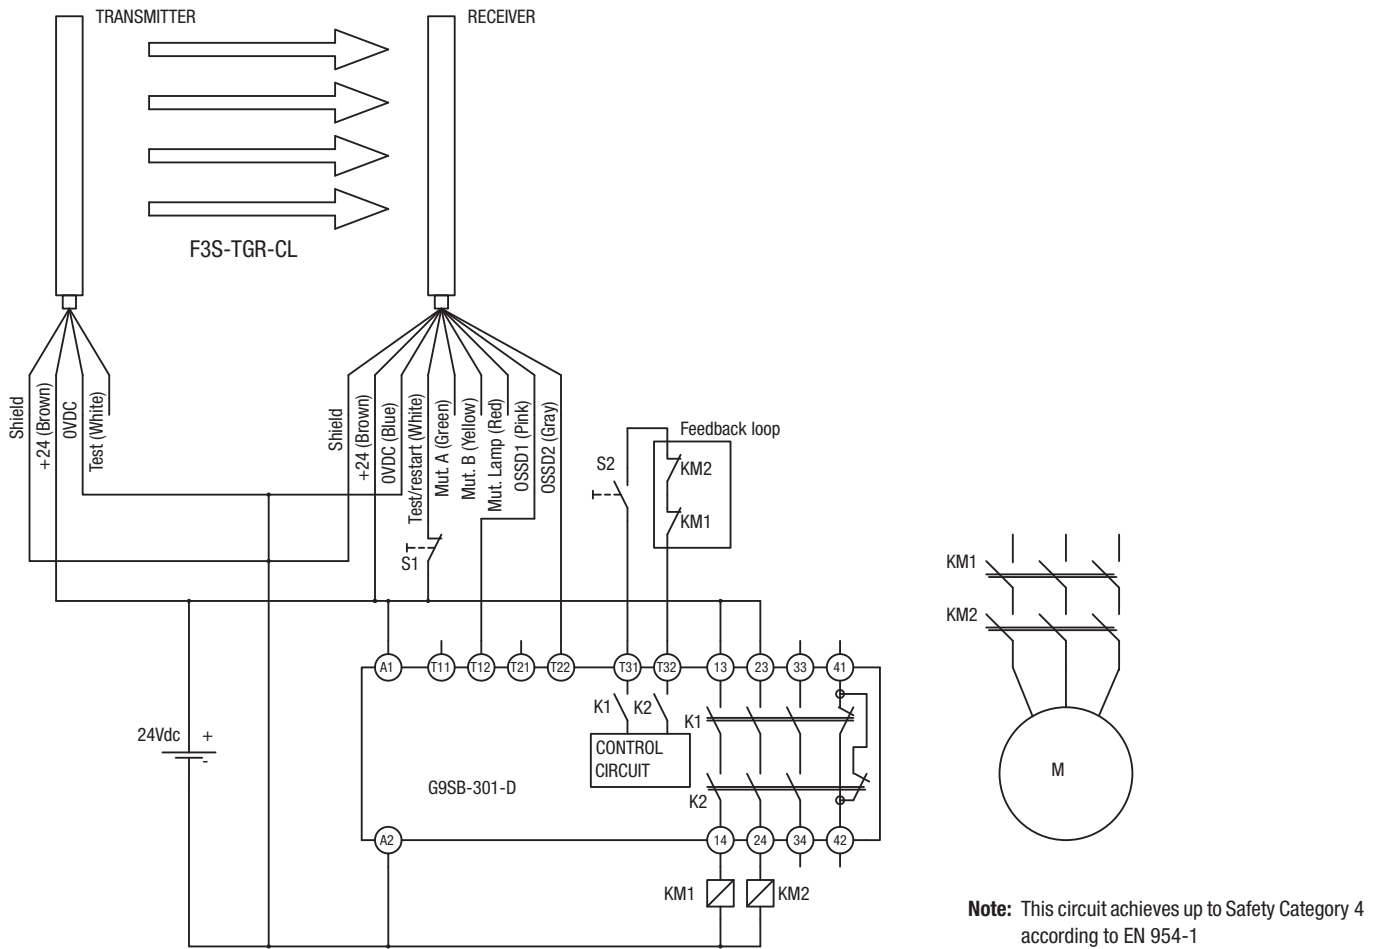 TRANSMITTER
RECEIVER
F3S-TGR-CL
Shield
+24 (Brown)
0VDC
Test (White)
Shield
+24 (Brown)
0VDC (Blue)
Test/restart (White)
Mut. A (Green)
Mut. B (Yellow)
Mut. Lamp (Red)
OSSD1 (Pink)
OSSD2 (Gray)
Feedback loop
S2
KM2
KM1
S1
KM1
KM2
A1
T11
T12
T21
T22
T31
T32
13
23
33
41
K1
K2
K1
24Vdc
+
-
CONTROL
CIRCUIT
M
G9SB-301-D
K2
A2
14
24
34
42
KM1
KM2
Note: This circuit achieves up to Safety Category 4
according to EN 954-1